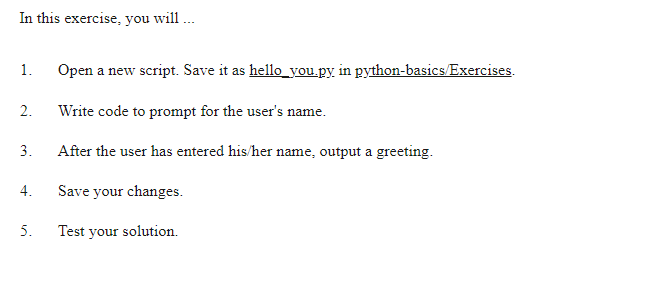 In this exercise, you will ...
1. Open a new script. Save it as hello_you.py in python-basics/Exercises.
2. Write code to prompt for the user's name.
3. After the user has entered his/her name, output a greeting.
4. Save your changes.
5. Test your solution.